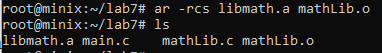 root@minix:~/lab7# ar -rcs libmath.a mathLib.o
root@minix:~/lab7# ls
libmath.a main.c    mathLib.c mathLib.o